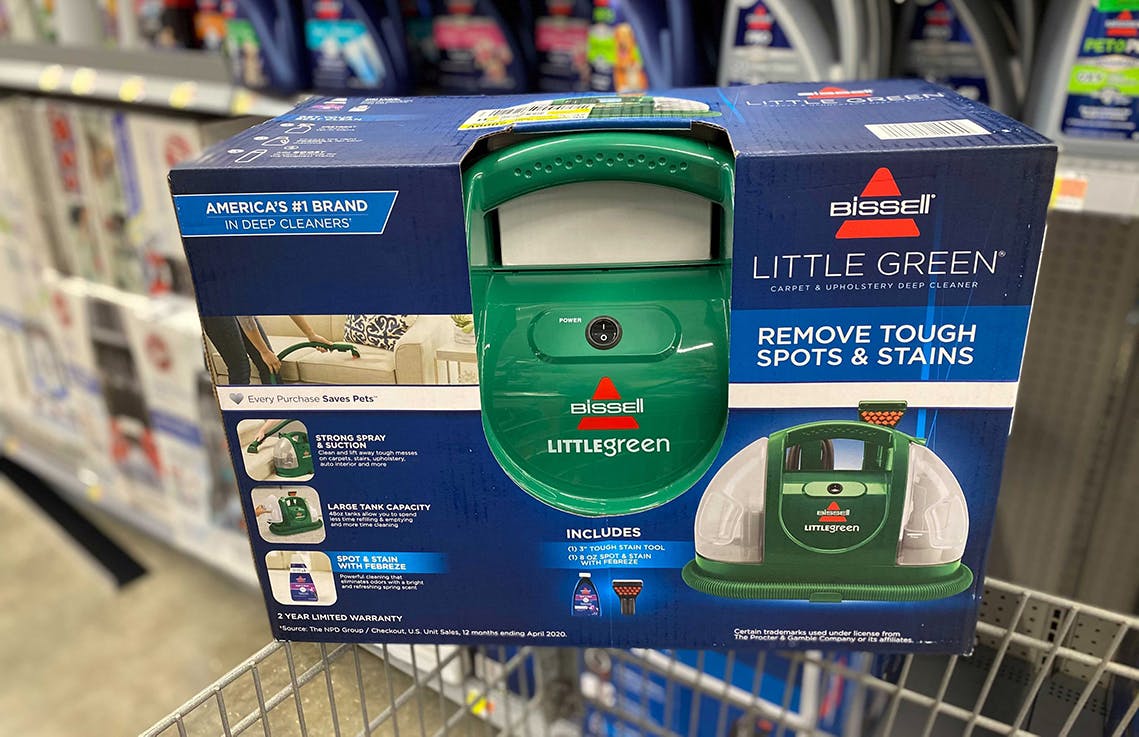 AMERICA'S #1 BRAND
IN DEEP CLEANERS*
BISSELL
LITTLE GREEN
BISSELL®
LITTLE GREEN®
CARPET & UPHOLSTERY DEEP CLEANER
REMOVE TOUGH
SPOTS & STAINS
POWER
BISSELL
LITTLEgreen
Every Purchase Saves Pets™
STRONG SPRAY
& SUCTION
Clean and lift away tough messes
on carpets, stairs, upholstery,
auto interior and more
LARGE TANK CAPACITY
48oz tanks allow you to spend
less time refilling & emptying
and more time cleaning
SPOT & STAIN
WITH FEBREZE
Powerful cleaning that
eliminates odors with a bright
and refreshing spring scent
INCLUDES
(1) 3" TOUGH STAIN TOOL
(1) 8 OZ SPOT & STAIN
WITH FEBREZE
BISSELL
LITTLEgreen
2 YEAR LIMITED WARRANTY
*Source: The NPD Group / Checkout, U.S. Unit Sales, 12 months ending April 2020.
Certain trademarks used under license from
The Procter & Gamble Company or its affiliates.